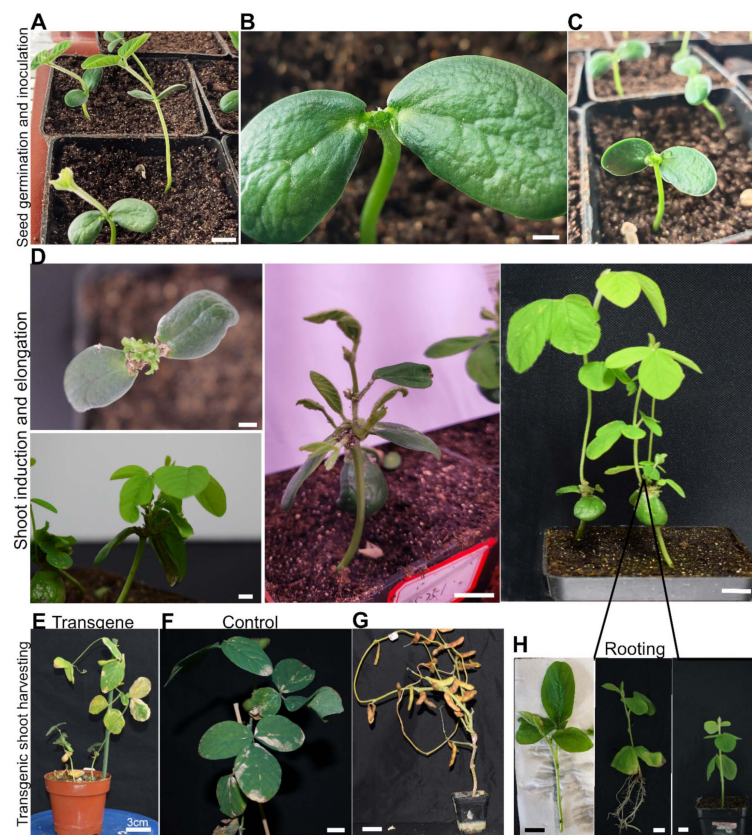 A
B
C
Seed germination and inoculation
D
Shoot induction and elongation
E Transgene
F Control
G
H
Rooting
Transgenic shoot harvesting
3cm